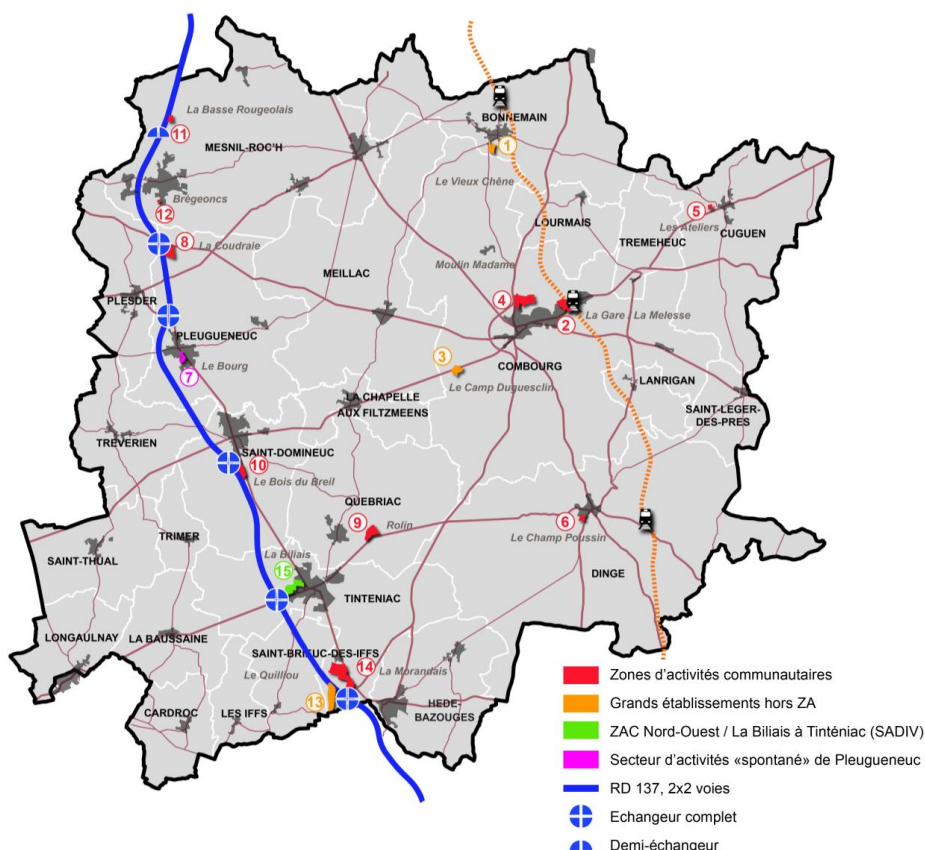 La Basse Rougeolais
11
MESNIL-ROC'H
BONNEMAIN
1
Le Vieux Chêne
Brégeoncs
12
8
La Coudraie
LOURMAIS
5
Les Ateliers
TREMEHEUC
CUGUEN
Moulin Madame
MEILLAC
4
PLESDER
2
La Gare / La Melesse
PLEUGUENEUC
Le Bourg
7
3
COMBOURG
Le Camp Duguesclin
LANRIGAN
LA CHAPELLE
AUX FILTZMEENS
SAINT-LEGER-
DES-PRES
TREVERIEN
SAINT-DOMINEUC
10
Le Bois du Breil
QUEBRIAC
9
Rolin
6
Le Champ Poussin
TRIMER
SAINT-THUAL
La Biliais
15
DINGE
TINTENIAC
LONGAULNAY
LA BAUSSAINE
SAINT-BRIEUC-DES-IFFS
14
Le Quilliou
La Morandais
13
CARDROC
LES IFFS
HEDE-
BAZOUGES
Zones d'activités communautaires
Grands établissements hors ZA
ZAC Nord-Ouest / La Biliais à Tinténiac (SADIV)
Secteur d'activités «spontané» de Pleugueneuc
RD 137, 2x2 voies
Echangeur complet
Demi-échangeur